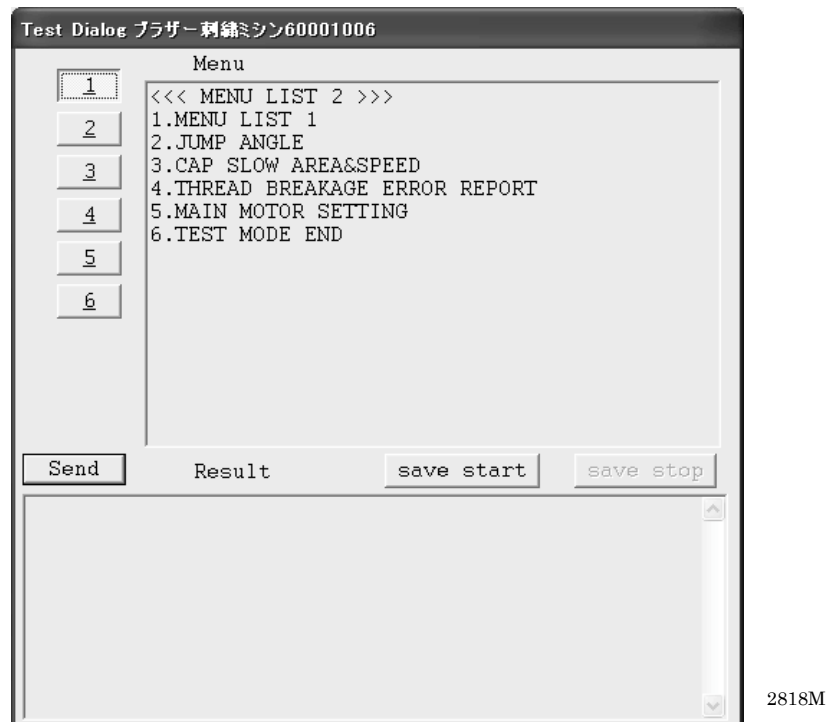 Test Dialog ブラザー刺繍ミシン60001006
Menu
1
2
3
4
5
6
<<< MENU LIST 2 >>>
1.MENU LIST 1
2.JUMP ANGLE
3.CAP SLOW AREA&SPEED
4.THREAD BREAKAGE ERROR REPORT
5.MAIN MOTOR SETTING
6.TEST MODE END
Send Result save start save stop
2818M